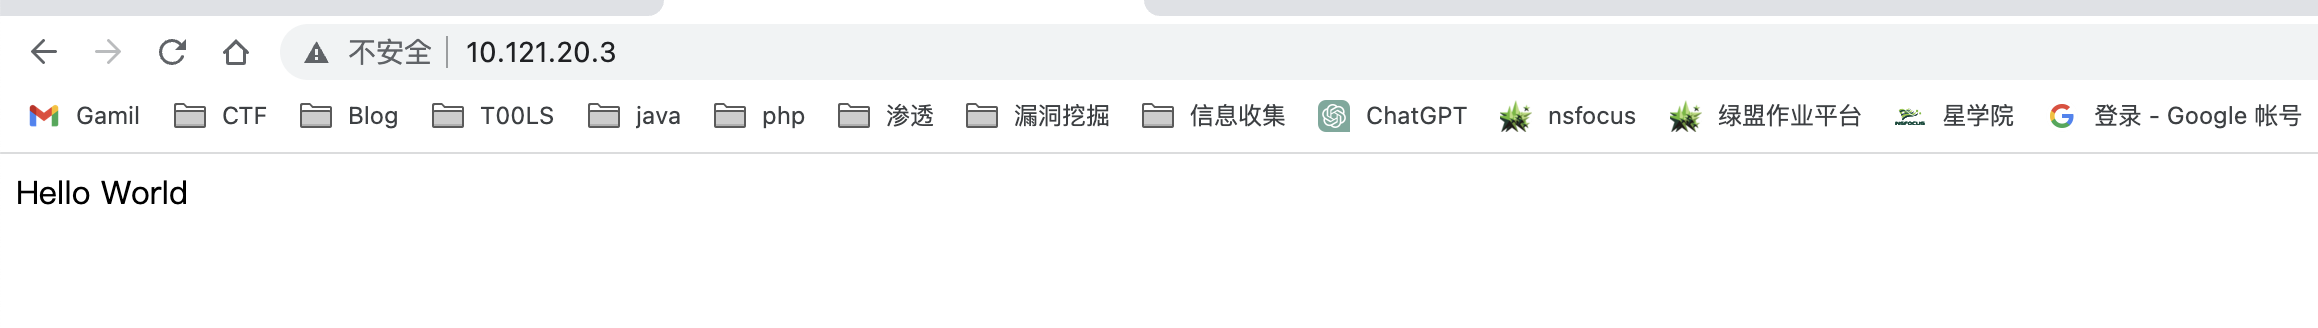 不安全 10.121.20.3
Gamil CTF Blog T00LS java php 渗透 漏洞挖掘 信息收集 ChatGPT nsfocus 绿盟作业平台 星学院 登录 - Google 帐号
Hello World